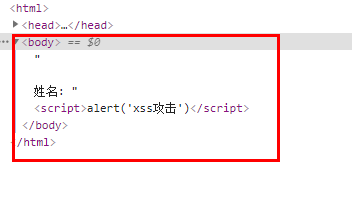 <html>
▶<head>…</head>
⋯▼<body> == $0
"
姓名: "
<script>alert('xss攻击')</script>
</body>
</html>